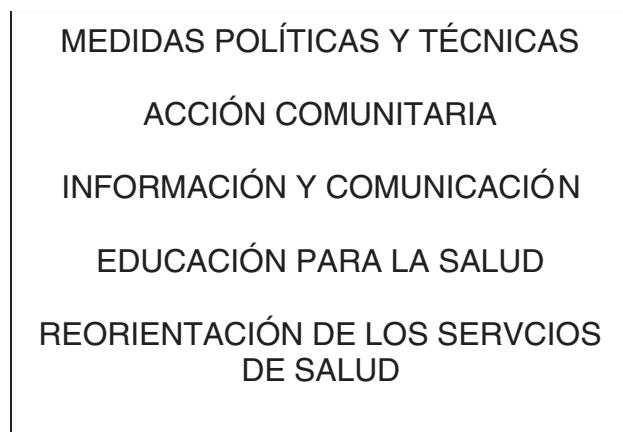 MEDIDAS POLÍTICAS Y TÉCNICAS
ACCIÓN COMUNITARIA
INFORMACIÓN Y COMUNICACIÓN
EDUCACIÓN PARA LA SALUD
REORIENTACIÓN DE LOS SERVCIOS
DE SALUD